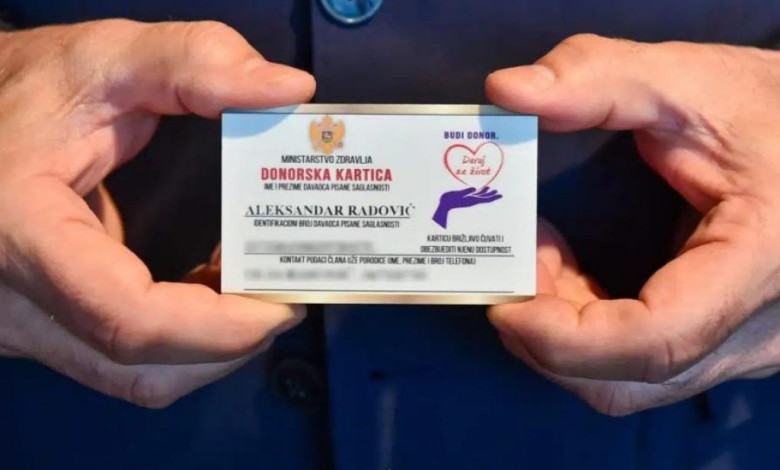 MINISTARSTVO ZDRAVLJA
DONORSKA KARTICA
IME I PREZIME DAVAOCA PISANE SAGLASNOSTI
ALEKSANDAR RADOVIĆ
IDENTIFIKACIONI BROJ DAVAOCA PISANE SAGLASNOSTI
KONTAKT PODACI ČLANA UŽE PORODICE (IME, PREZIME I BROJ TELEFONA)
BUDI DONOR.
Daruj
za život
KARTICU BRIŽLJIVO ČUVATI I
OBEZBIJEDITI NJENU DOSTUPNOST